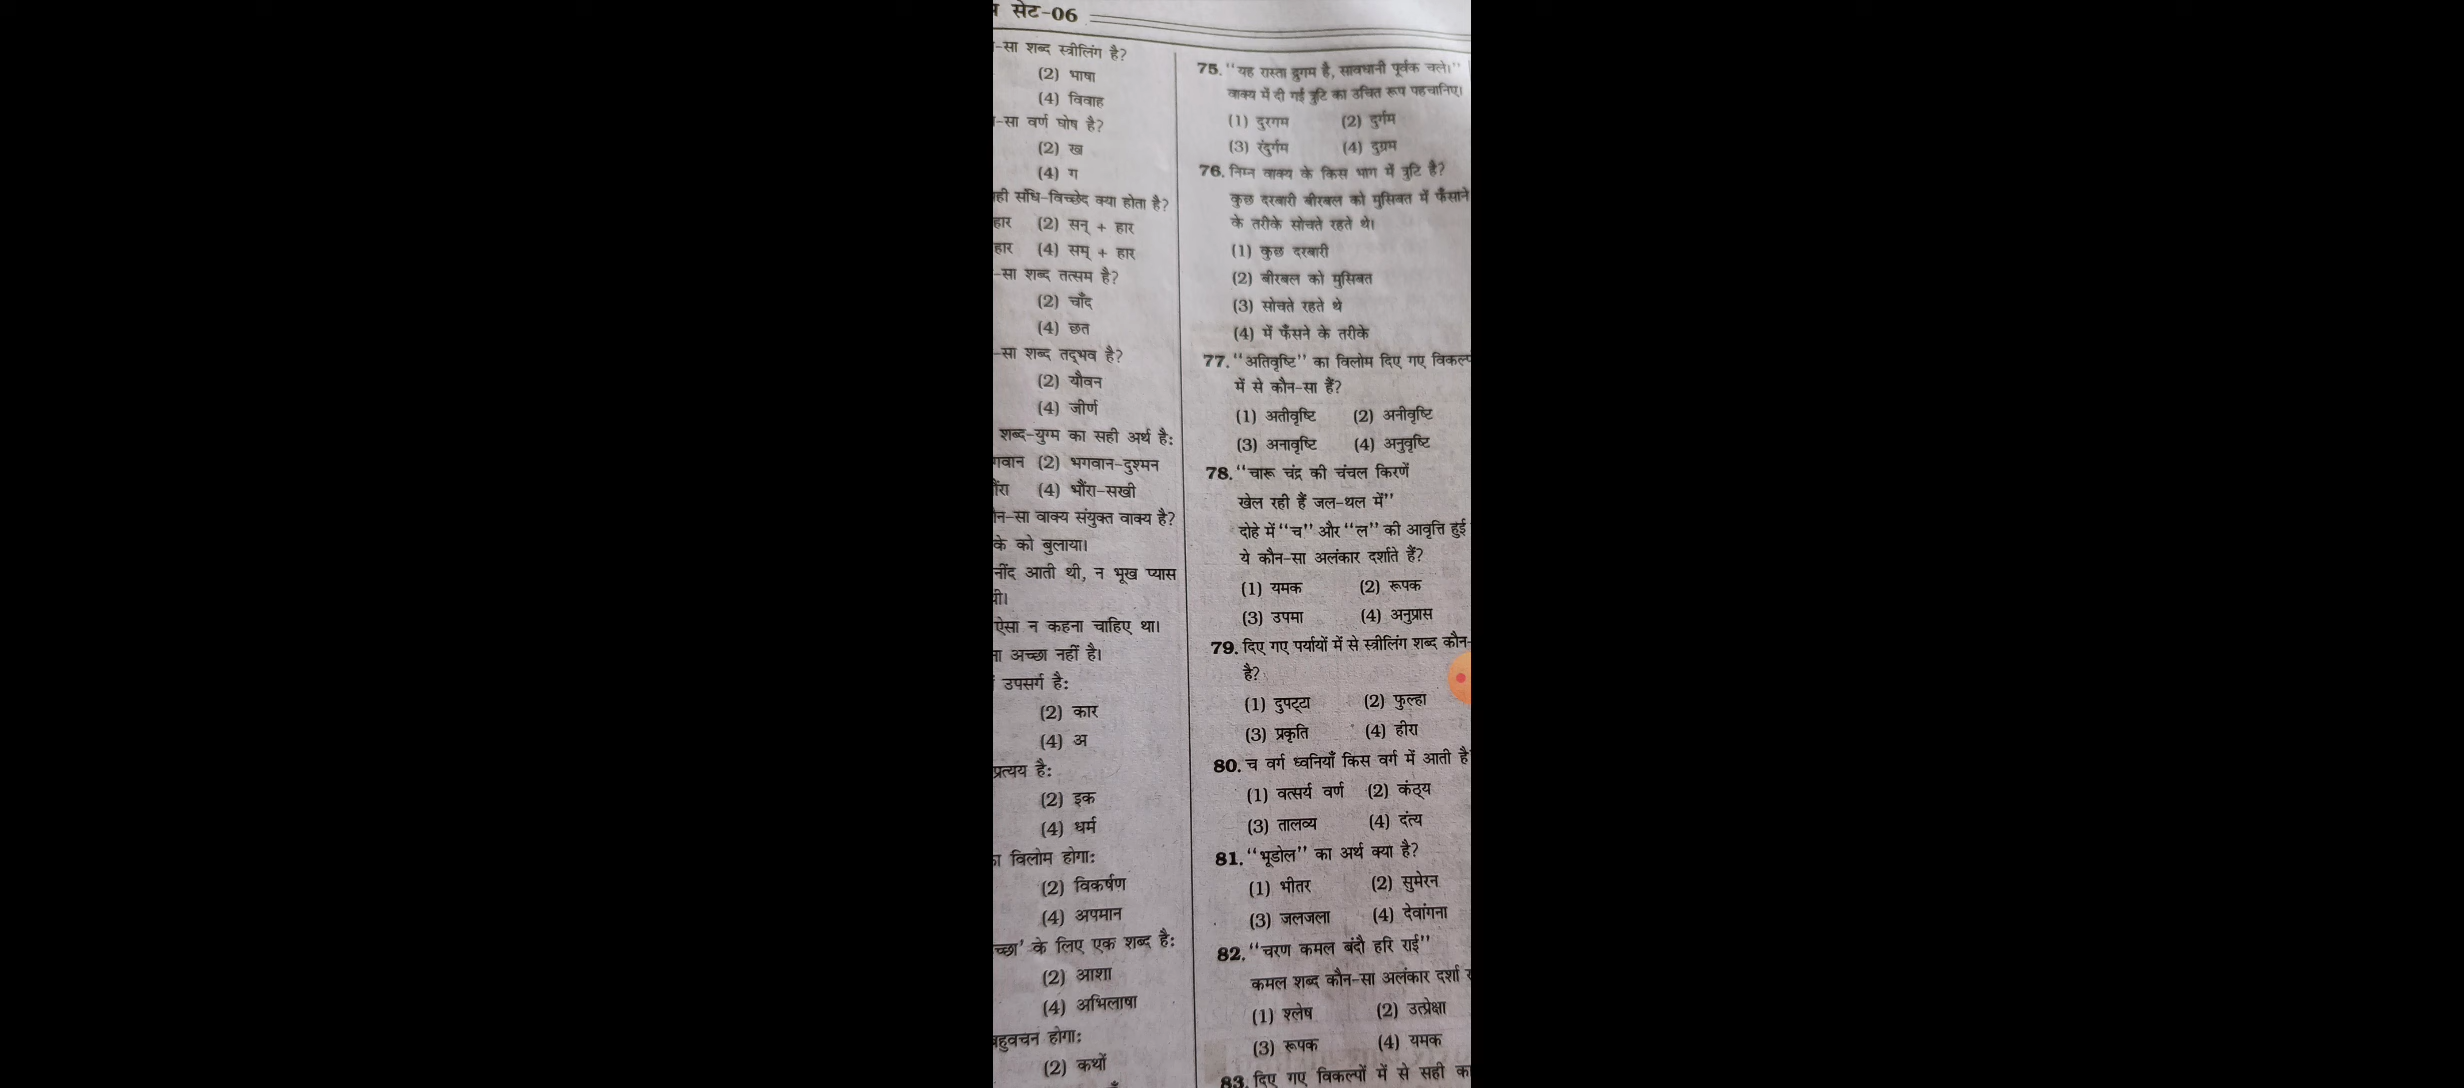 सेट-06
-सा शब्द स्त्रीलिंग है?
(2) भाषा
(4) विवाह
-सा वर्ण घोष है?
(2) ख
(4) ग
ही संधि-विच्छेद क्या होता है?
हार (2) सन् + हार
हार (4) सम् + हार
-सा शब्द तत्सम है?
(2) चाँद
(4) छत
-सा शब्द तद्भव है?
(2) यौवन
(4) जीर्ण
शब्द-युग्म का सही अर्थ है:
गवान (2) भगवान-दुश्मन
(4) भौंरा-सखी
न-सा वाक्य संयुक्त वाक्य है?
के को बुलाया।
नींद आती थी, न भूख प्यास
थी।
ऐसा न कहना चाहिए था।
ना अच्छा नहीं है।
उपसर्ग है:
(2) कार
(4) अ
प्रत्यय है:
(2) इक
(4) धर्म
का विलोम होगा:
(2) विकर्षण
(4) अपमान
च्छा' के लिए एक शब्द है:
(2) आशा
(4) अभिलाषा
बहुवचन होगा:
(2) कथों
75. "यह रास्ता द्रुगम है, सावधानी पूर्वक चले।"
वाक्य में दी गई त्रुटि का उचित रूप पहचानिए।
(1) दुरगम (2) दुर्गम
(3) रंदुर्गम (4) दुग्रम
76. निम्न वाक्य के किस भाग में त्रुटि है?
कुछ दरबारी बीरबल को मुसिबत में फँसाने
के तरीके सोचते रहते थे।
(1) कुछ दरबारी
(2) बीरबल को मुसिबत
(3) सोचते रहते थे
(4) में फँसने के तरीके
77. "अतिवृष्टि" का विलोम दिए गए विकल्प
में से कौन-सा हैं?
(1) अतीवृष्टि (2) अनीवृष्टि
(3) अनावृष्टि (4) अनुवृष्टि
78. "चारू चंद्र की चंचल किरणें
खेल रही हैं जल-थल में"
दोहे में "च" और "ल" की आवृत्ति हुई
ये कौन-सा अलंकार दर्शाते हैं?
(1) यमक (2) रूपक
(3) उपमा (4) अनुप्रास
79. दिए गए पर्यायों में से स्त्रीलिंग शब्द कौन-
है?
(1) दुपट्टा (2) फुल्हा
(3) प्रकृति (4) हीरा
80. च वर्ग ध्वनियाँ किस वर्ग में आती है
(1) वत्सर्य वर्ण (2) कंठ्य
(3) तालव्य (4) दंत्य
81. "भूडोल" का अर्थ क्या है?
(1) भीतर (2) सुमेरन
(3) जलजला (4) देवांगना
82. "चरण कमल बंदौ हरि राई"
कमल शब्द कौन-सा अलंकार दर्शा
(1) श्लेष (2) उत्प्रेक्षा
(3) रूपक (4) यमक
83. दिए गए विकल्पों में से सही का